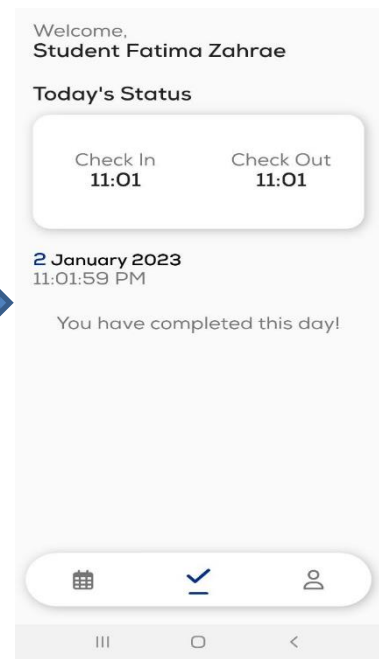 Welcome,
Student Fatima Zahrae
Today's Status
Check In Check Out
11:01 11:01
2 January 2023
11:01:59 PM
You have completed this day!